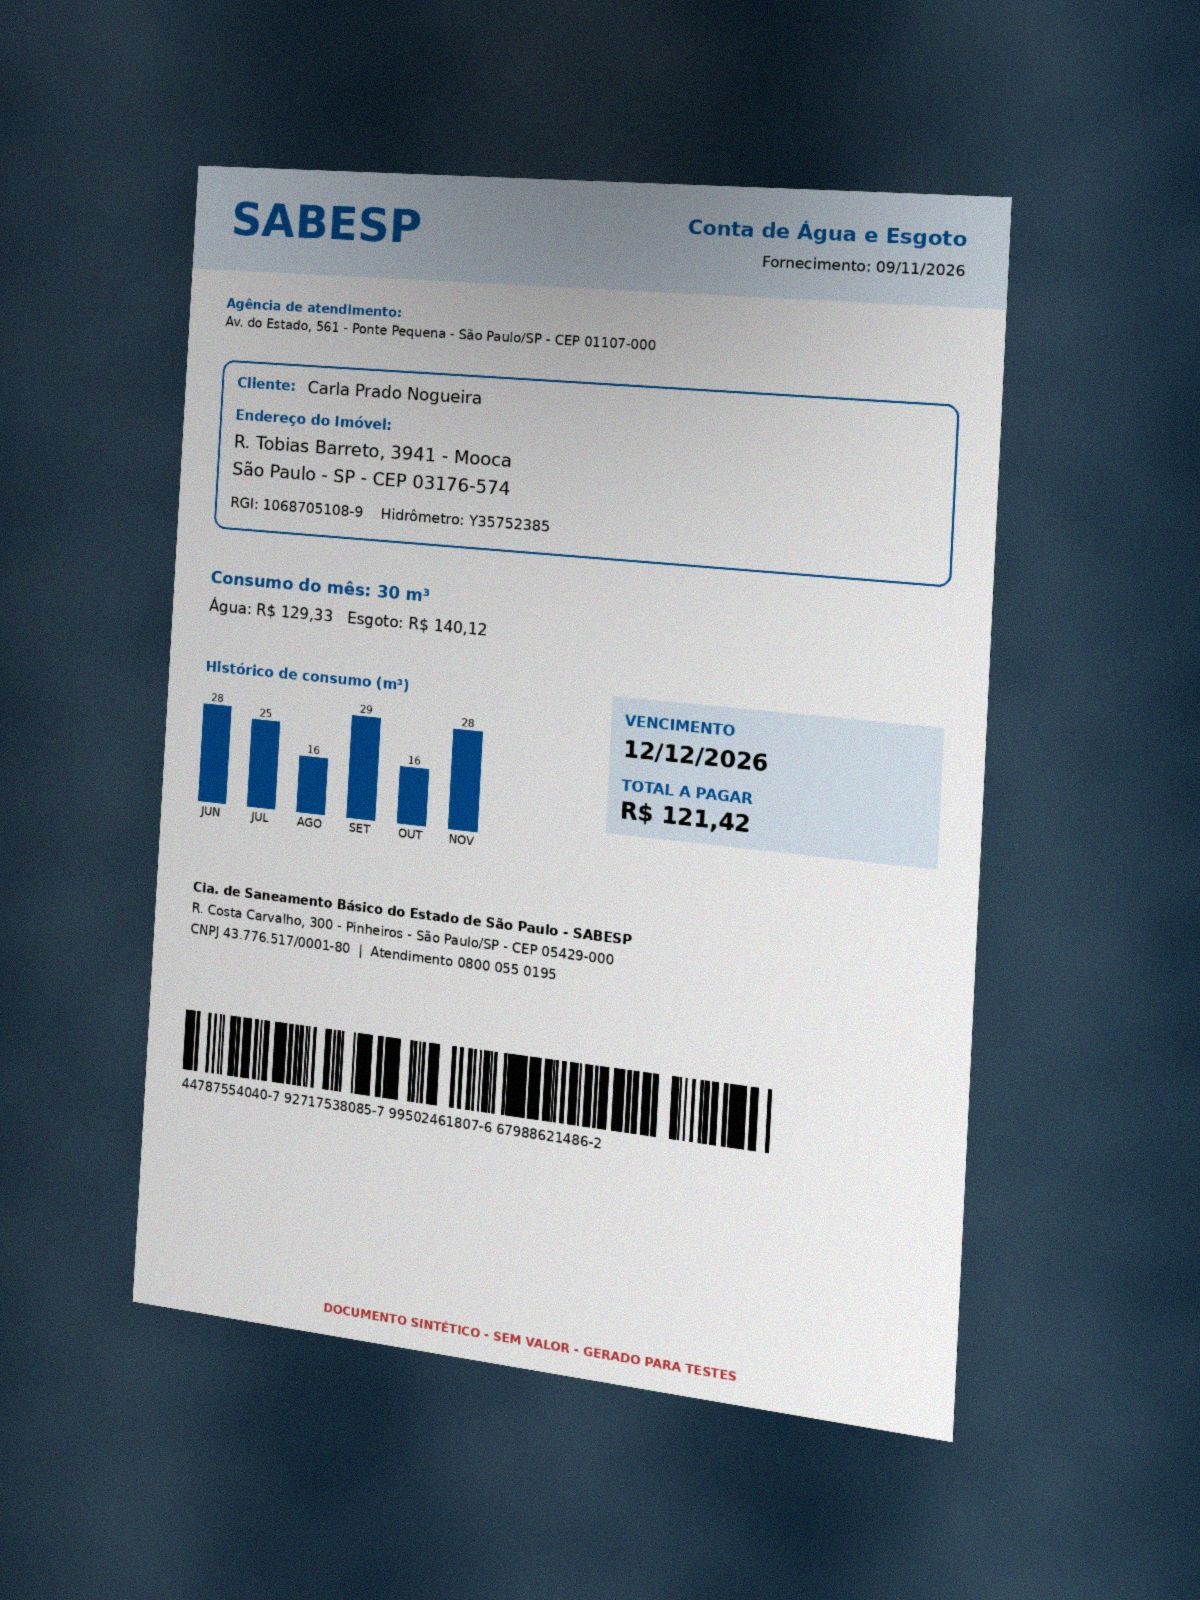 SABESP
Conta de Água e Esgoto
Fornecimento: 09/11/2026
Agência de atendimento:
Av. do Estado, 561 - Ponte Pequena - São Paulo/SP - CEP 01107-000
Cliente: Carla Prado Nogueira
Endereço do Imóvel:
R. Tobias Barreto, 3941 - Mooca
São Paulo - SP - CEP 03176-574
RGI: 1068705108-9 Hidrômetro: Y35752385
Consumo do mês: 30 m³
Água: R$ 129,33 Esgoto: R$ 140,12
Histórico de consumo (m³)
28 25 16 29 16 28
JUN JUL AGO SET OUT NOV
VENCIMENTO
12/12/2026
TOTAL A PAGAR
R$ 121,42
Cia. de Saneamento Básico do Estado de São Paulo - SABESP
R. Costa Carvalho, 300 - Pinheiros - São Paulo/SP - CEP 05429-000
CNPJ 43.776.517/0001-80 | Atendimento 0800 055 0195
44787554040-7 92717538085-7 99502461807-6 67988621486-2
DOCUMENTO SINTÉTICO - SEM VALOR - GERADO PARA TESTES